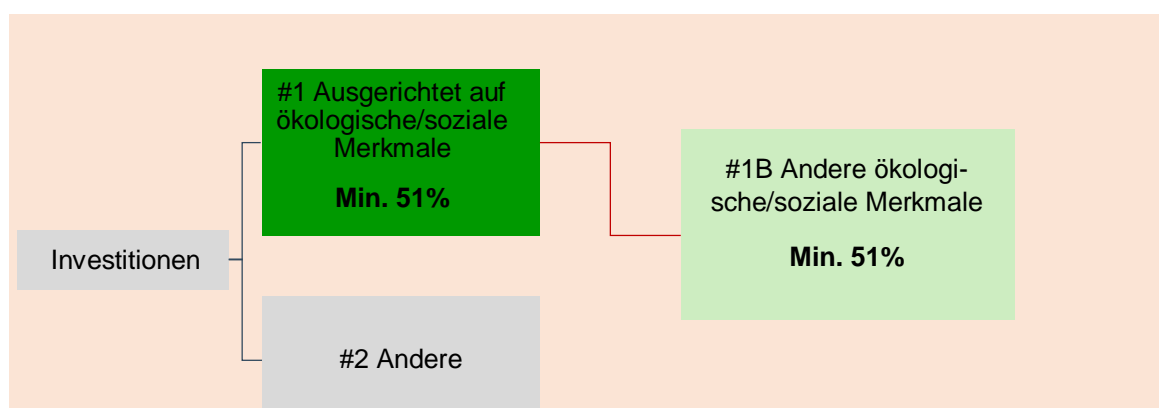 #1 Ausgerichtet auf
ökologische/soziale
Merkmale
Min. 51%
#1B Andere ökologi-
sche/soziale Merkmale
Min. 51%
Investitionen
#2 Andere